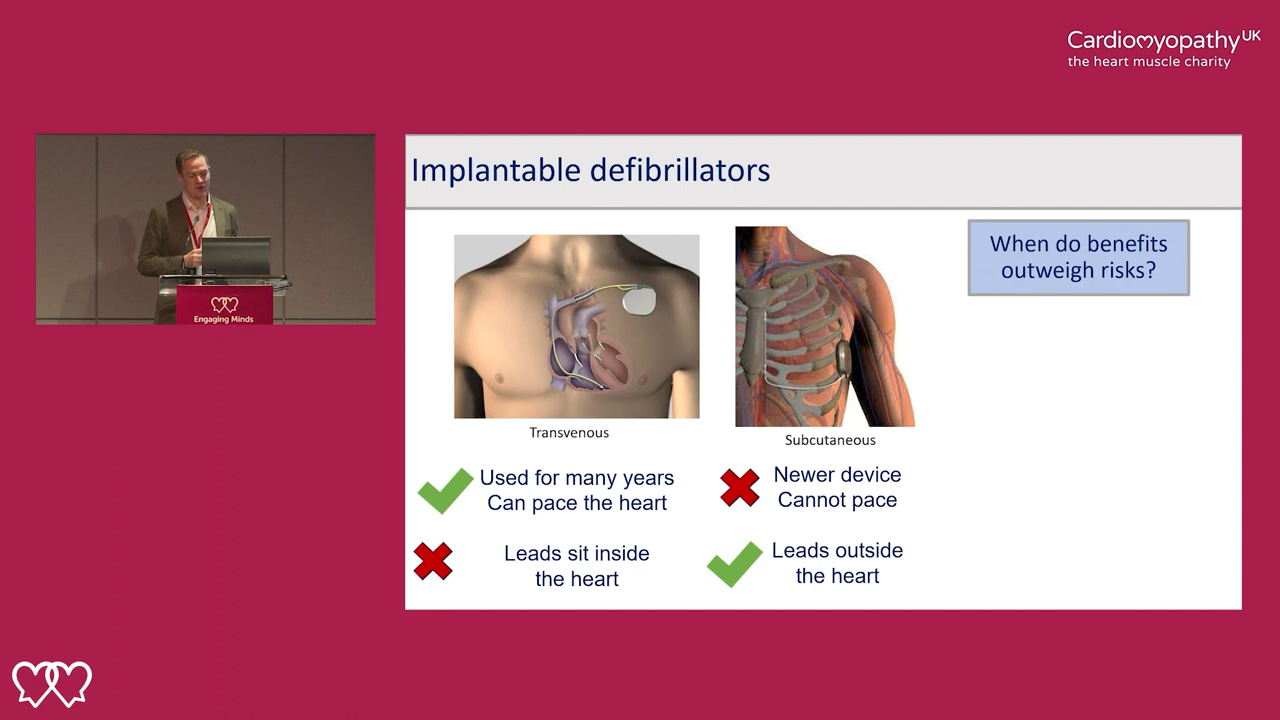 Cardiomyopathy UK
the heart muscle charity
Engaging Minds
Implantable defibrillators
When do benefits
outweigh risks?
Transvenous
Subcutaneous
Used for many years
Can pace the heart
Newer device
Cannot pace
Leads sit inside
the heart
Leads outside
the heart